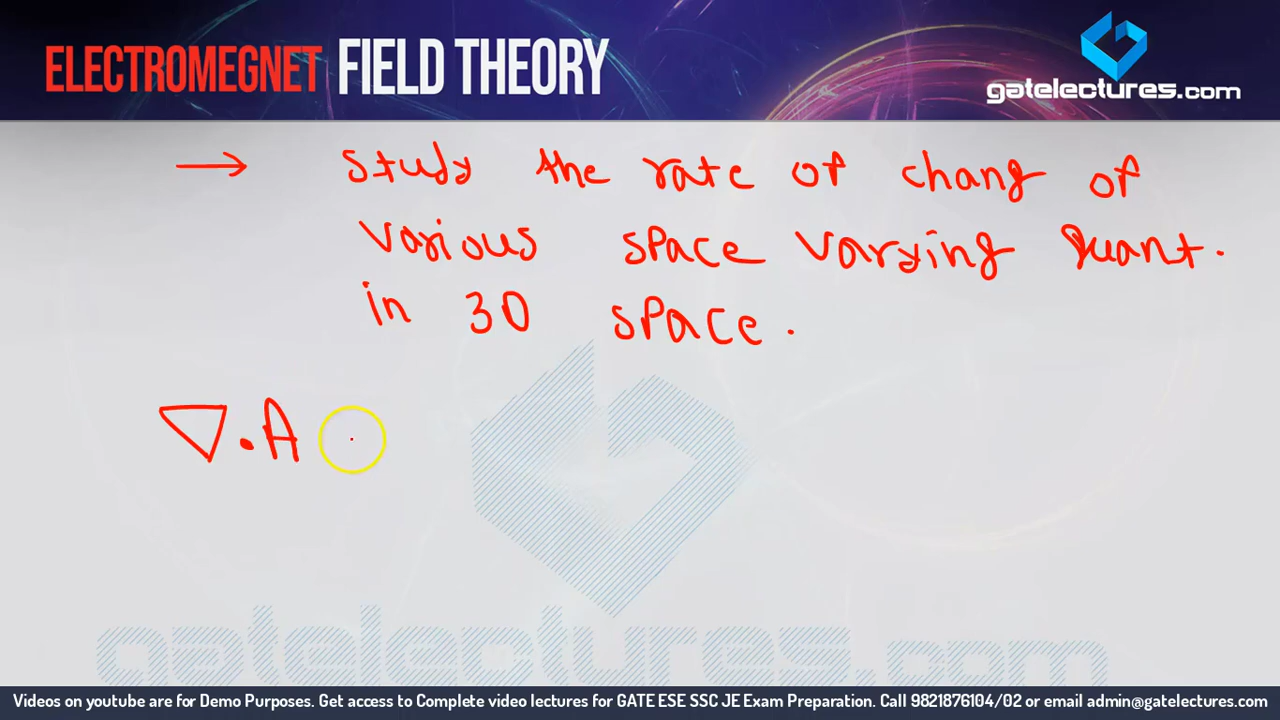 ELECTROMEGNET FIELD THEORY
gatelectures.com
→ Study the rate of chang of
various space varying quant.
in 3D space.
∇.A
gatelectures.com
Videos on youtube are for Demo Purposes. Get access to Complete video lectures for GATE ESE SSC JE Exam Preparation. Call 9821876104/02 or email admin@gatelectures.com